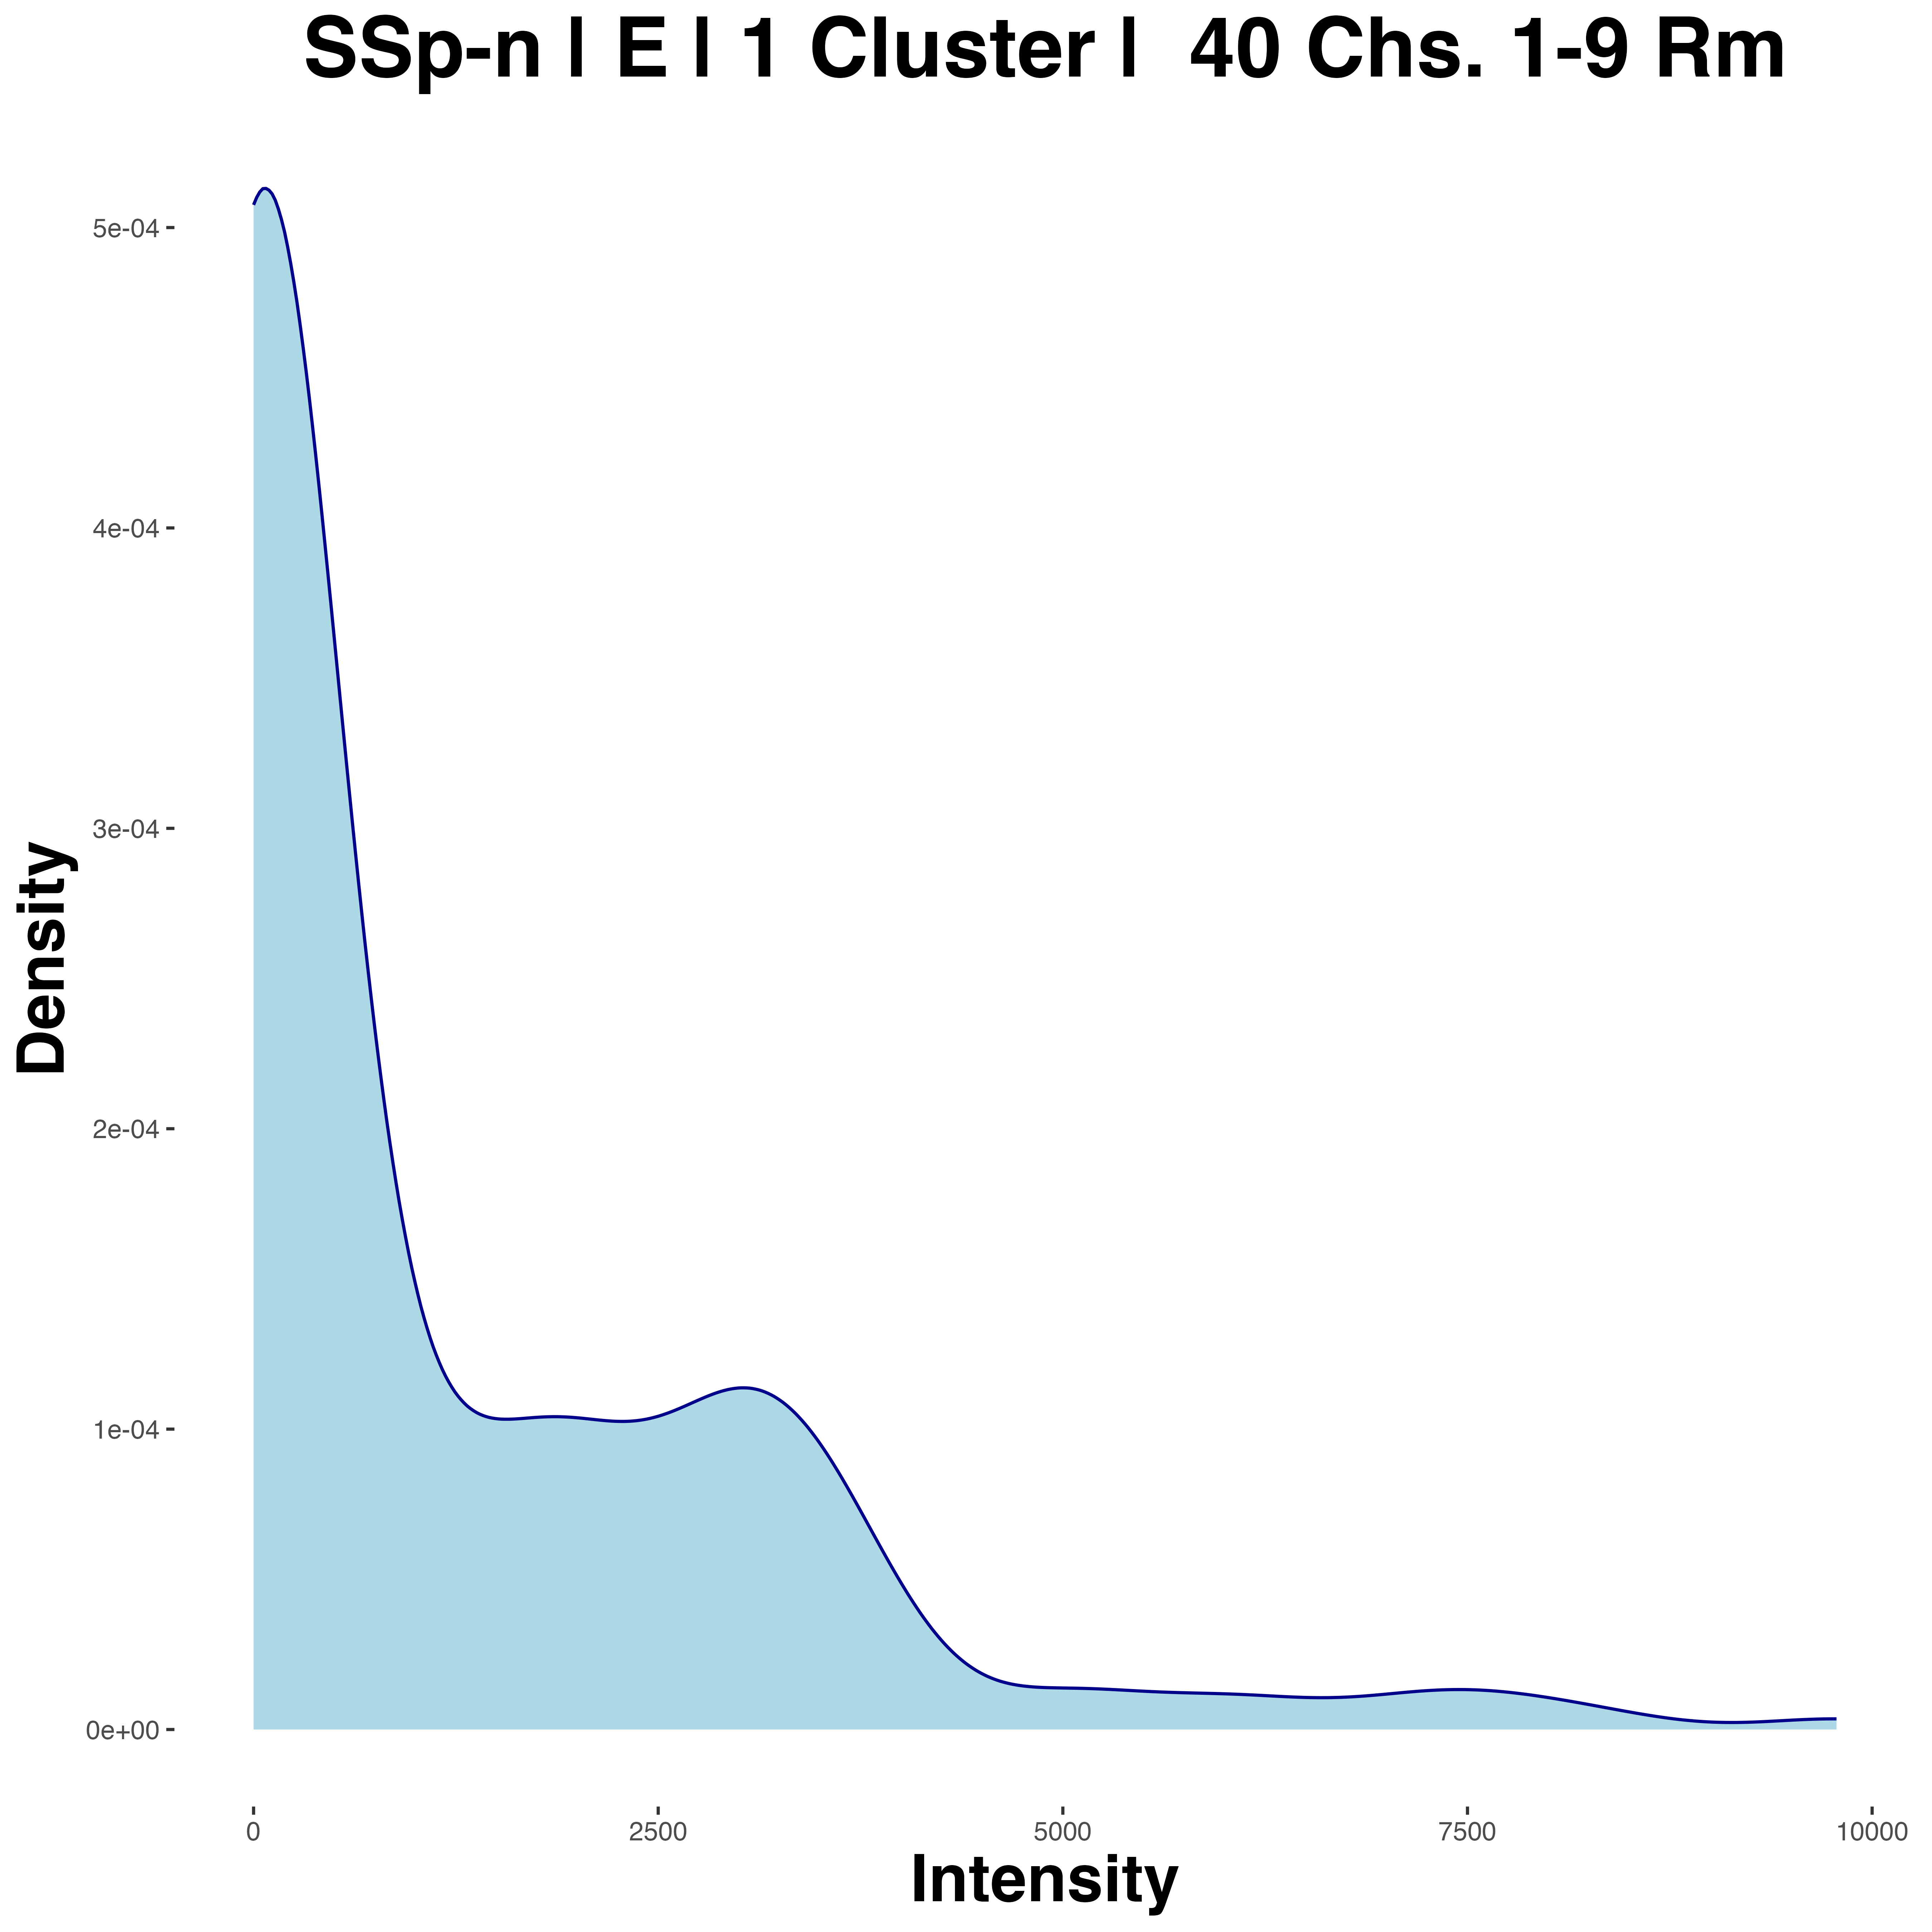 SSp-n | E | 1 Cluster |  40 Chs. 1-9 Rm
Density
5e-04
4e-04
3e-04
2e-04
1e-04
0e+00
0 2500 5000 7500 10000
Intensity